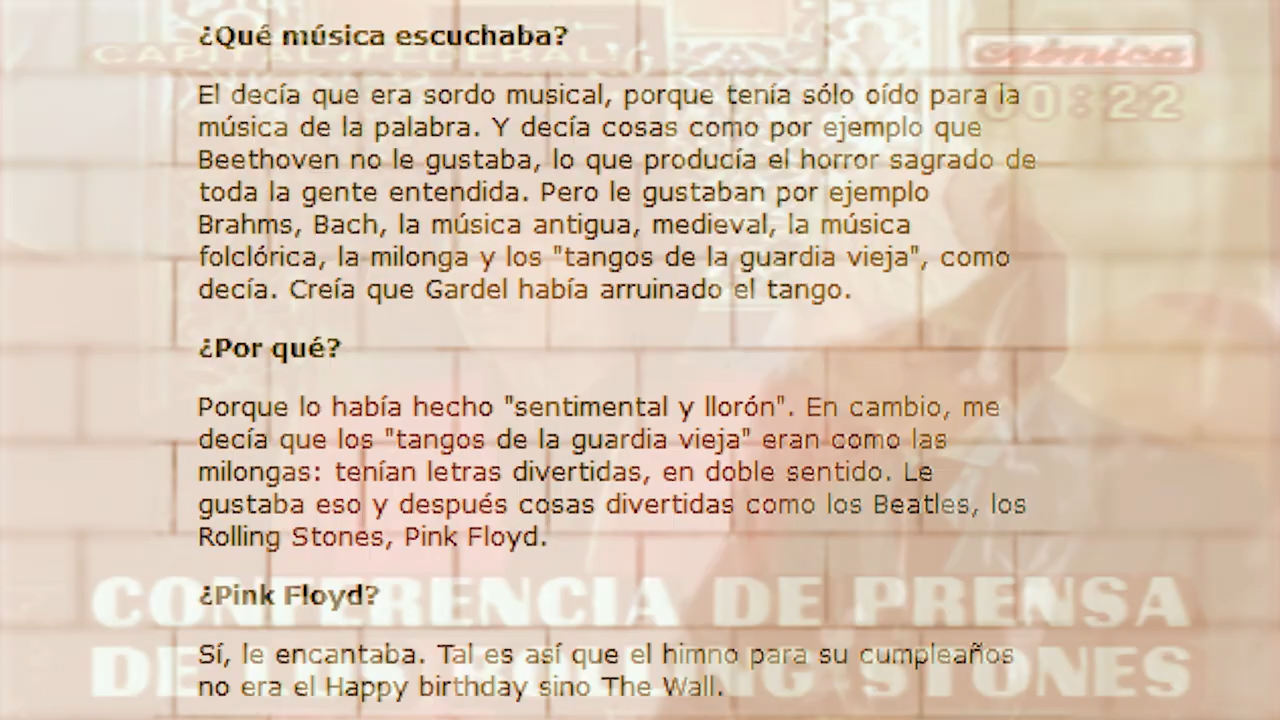 ¿Qué música escuchaba?
CAPITAL FEDERAL
crónica
00:22
El decía que era sordo musical, porque tenía sólo oído para la
música de la palabra. Y decía cosas como por ejemplo que
Beethoven no le gustaba, lo que producía el horror sagrado de
toda la gente entendida. Pero le gustaban por ejemplo
Brahms, Bach, la música antigua, medieval, la música
folclórica, la milonga y los "tangos de la guardia vieja", como
decía. Creía que Gardel había arruinado el tango.
¿Por qué?
Porque lo había hecho "sentimental y llorón". En cambio, me
decía que los "tangos de la guardia vieja" eran como las
milongas: tenían letras divertidas, en doble sentido. Le
gustaba eso y después cosas divertidas como los Beatles, los
Rolling Stones, Pink Floyd.
¿Pink Floyd?
CONFERENCIA DE PRENSA
Sí, le encantaba. Tal es así que el himno para su cumpleaños
no era el Happy birthday sino The Wall.
STONES